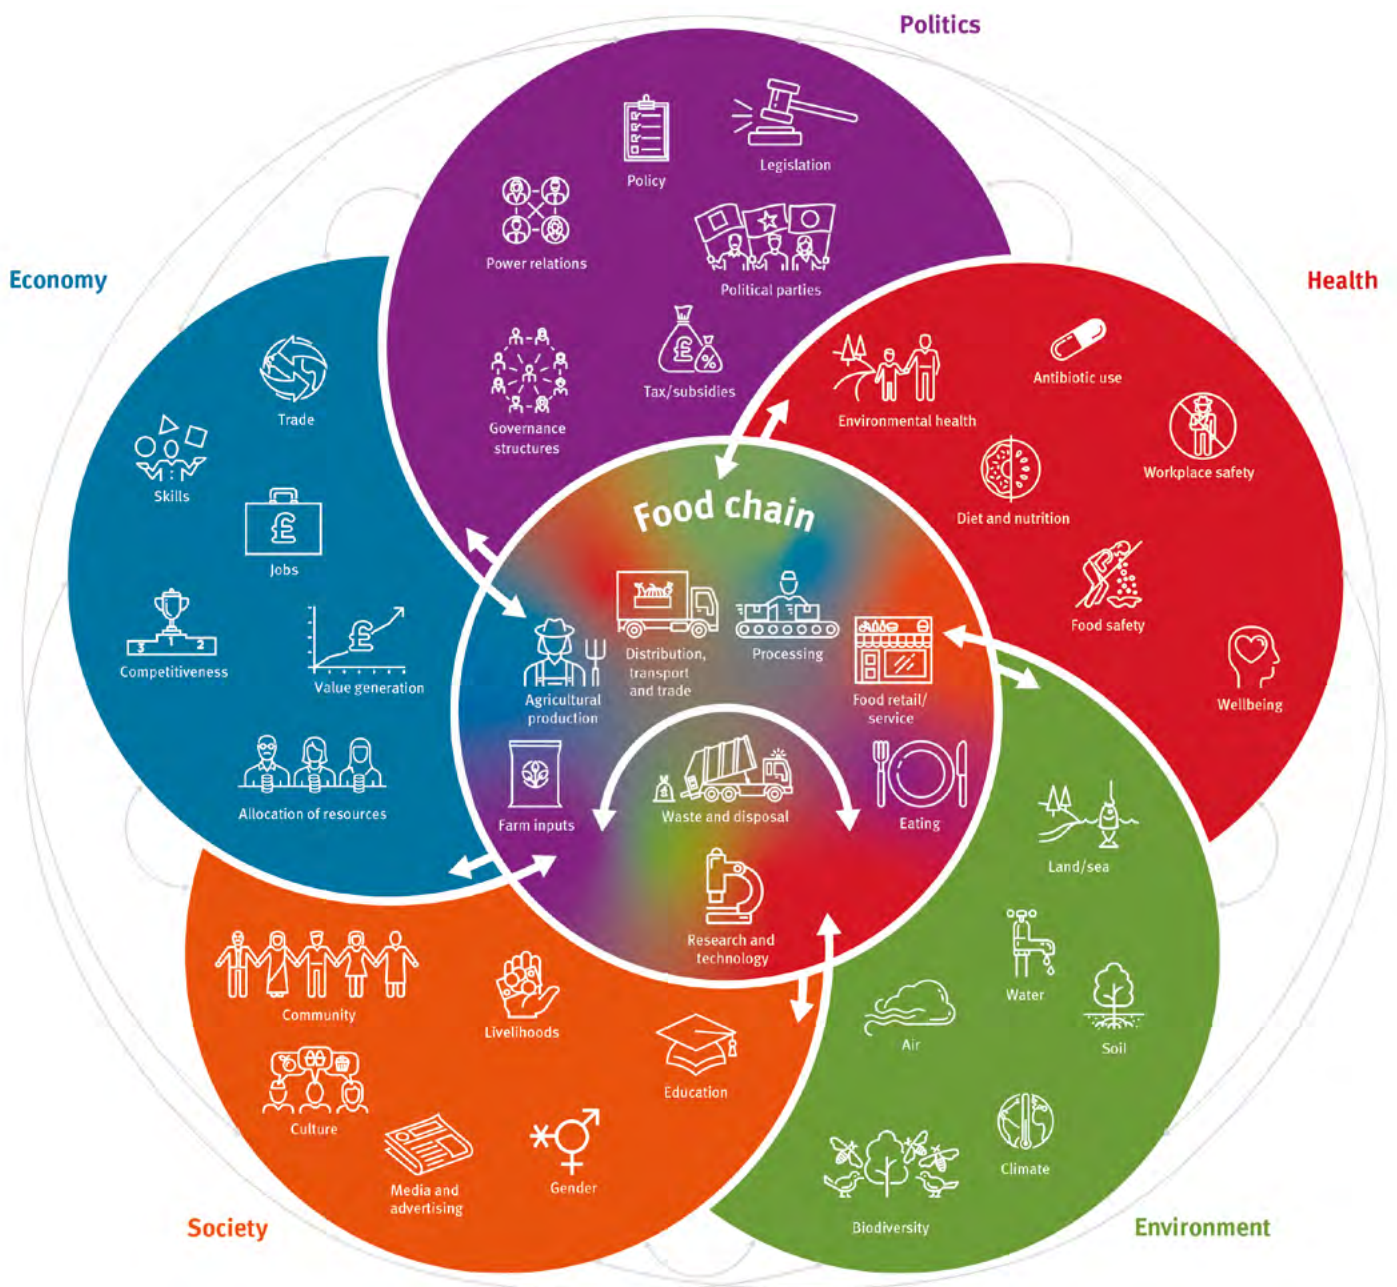 Politics
Policy
Legislation
Power relations
Political parties
Tax/subsidies
Governance
structures
Economy
Trade
Skills
£
Jobs
3 1 2
Competitiveness
£
Value generation
Allocation of resources
Health
Environmental health
Antibiotic use
Workplace safety
Diet and nutrition
Food safety
Wellbeing
Food chain
Distribution,
transport
and trade
Processing
Food retail/
service
Agricultural
production
Farm inputs
Waste and disposal
Eating
Research and
technology
£
%
Society
Community
Livelihoods
Education
Culture
Media and
advertising
Gender
Environment
Land/sea
Water
Air
Soil
Climate
Biodiversity